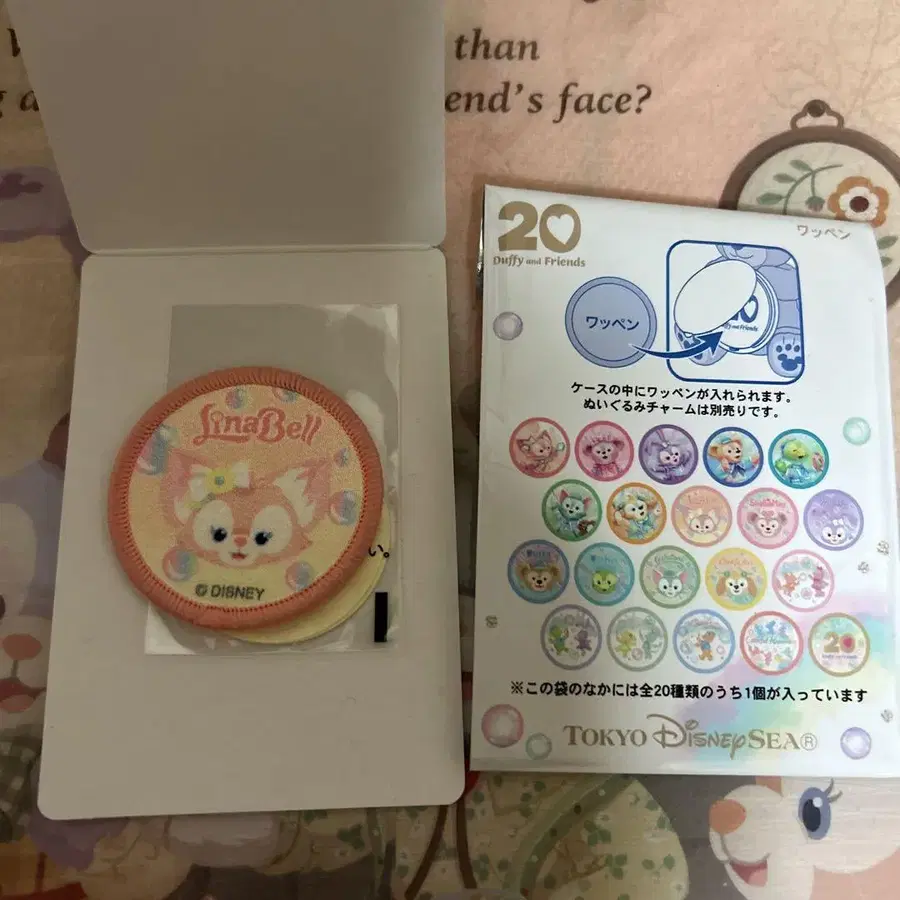 than
end's face?
LinaBell
© DISNEY
い。
20
Duffy and Friends
ワッペン
ワッペン
ケースの中にワッペンが入れられます。
ぬいぐるみチャームは別売りです。
※この袋のなかには全20種類のうち1個が入っています
TOKYO DISNEYSEA®